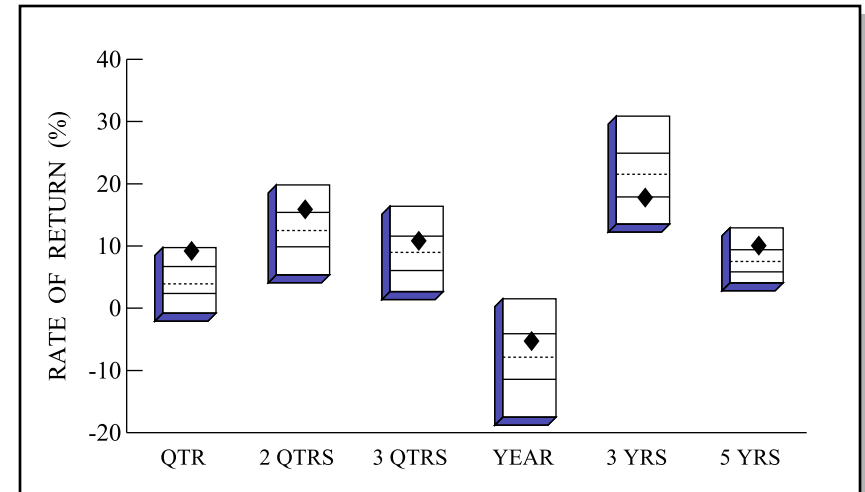 RATE OF RETURN (%)
40
30
20
10
0
-10
-20
QTR
2 QTRS
3 QTRS
YEAR
3 YRS
5 YRS